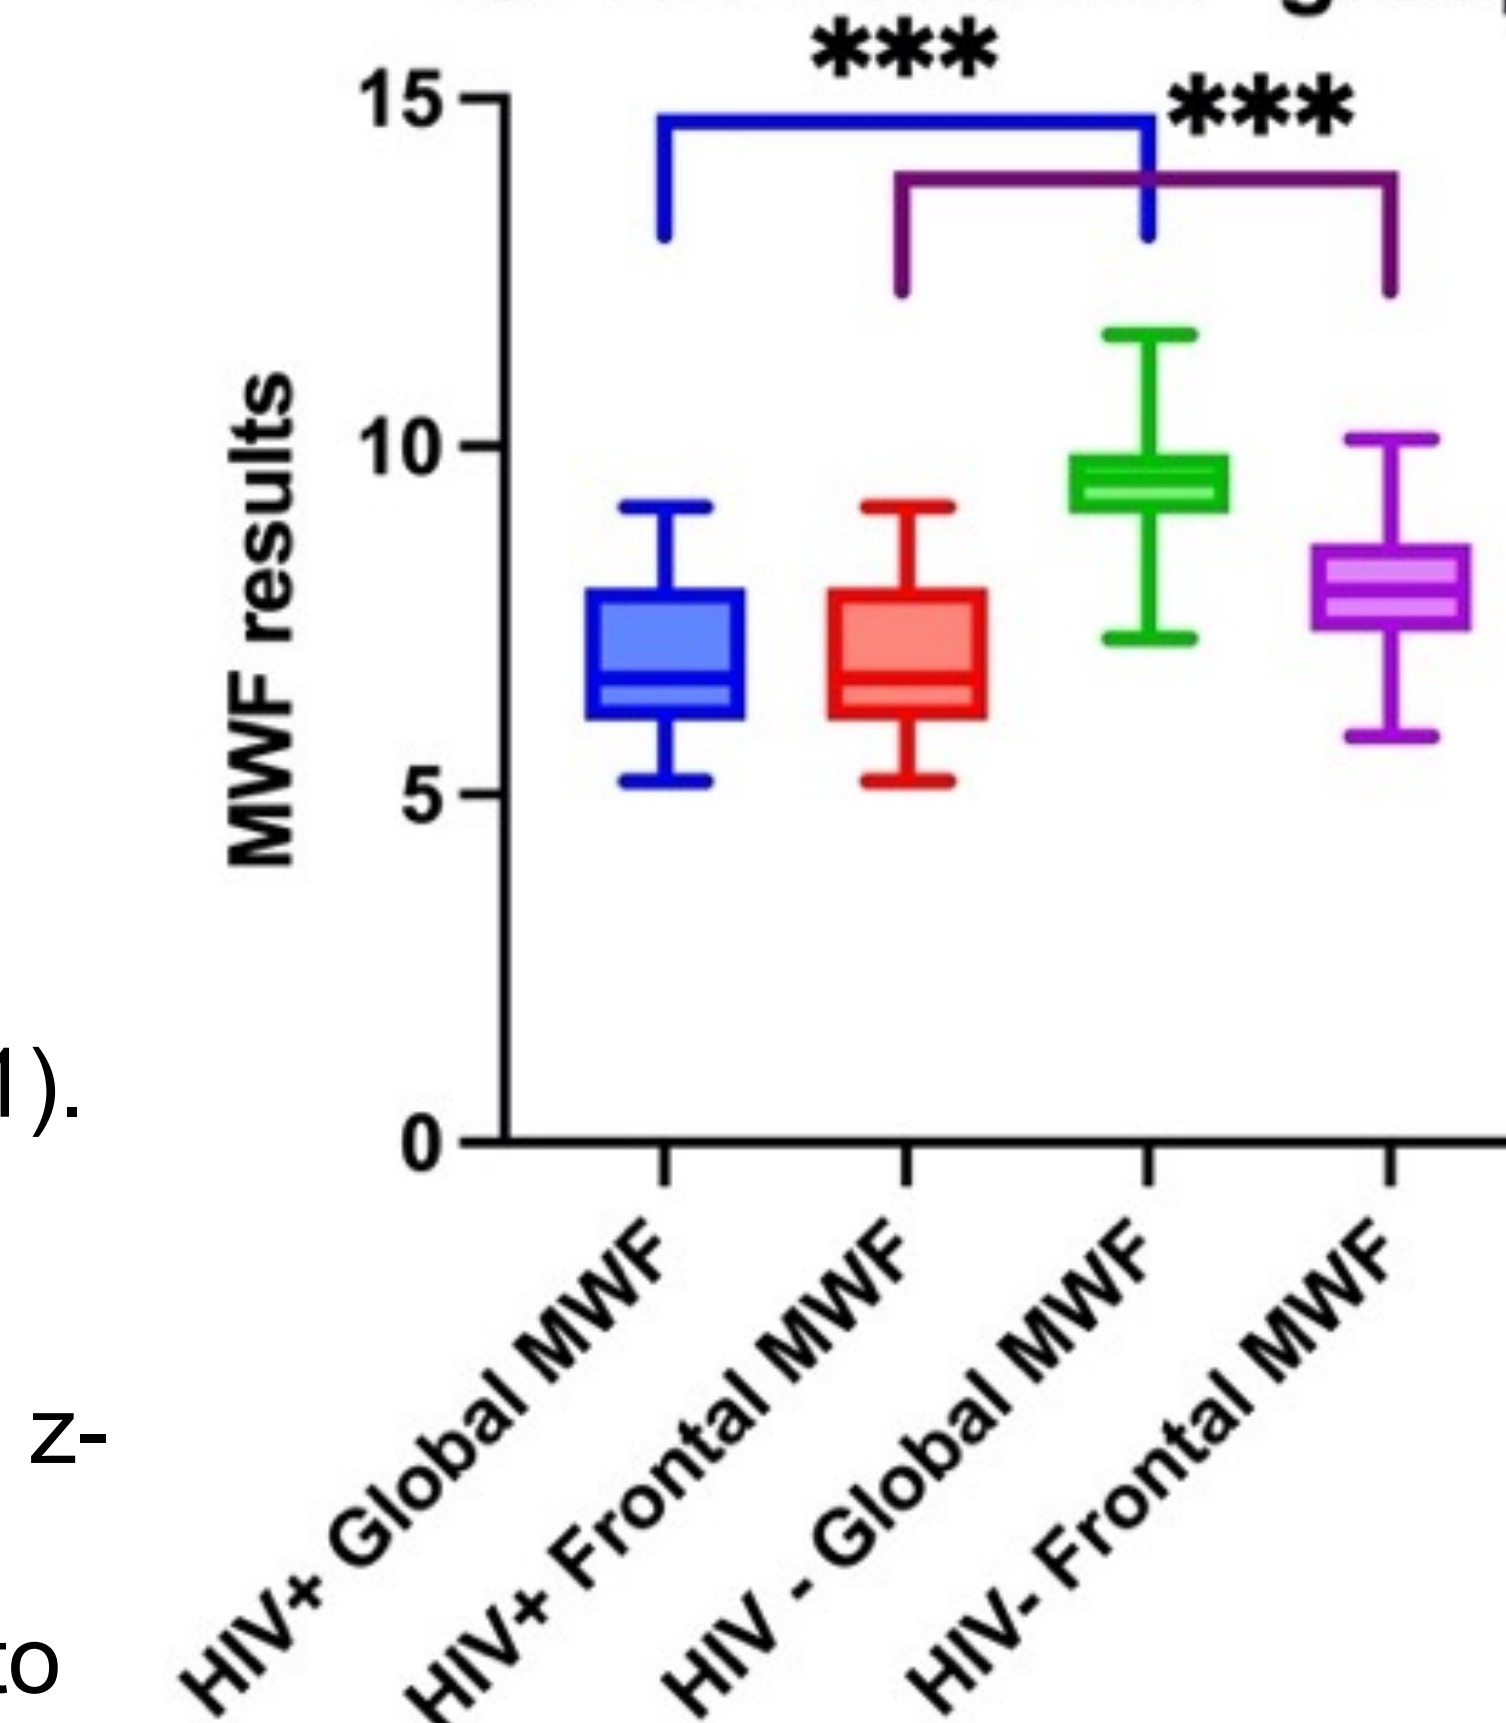 ***
***
15
10
5
0
MWF results
HIV+ Global MWF
HIV+ Frontal MWF
HIV - Global MWF
HIV- Frontal MWF
1).
z-
to